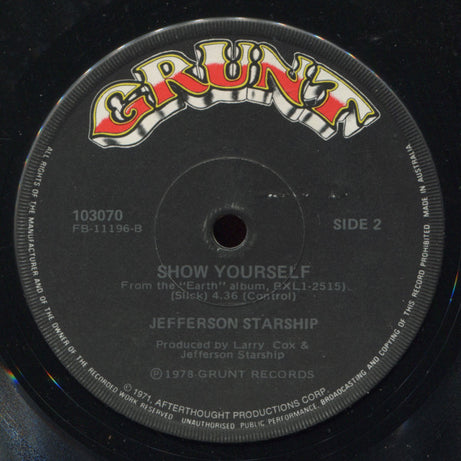 GRUNT
103070
FB-11196-B
SIDE 2
SHOW YOURSELF
From the "Earth" album, BXL1-2515)
(Slick) 4.36 (Control)
JEFFERSON STARSHIP
Produced by Larry Cox &
Jefferson Starship
Ⓟ 1978 GRUNT RECORDS
© 1971, AFTERTHOUGHT PRODUCTIONS CORP.
ALL RIGHTS OF THE MANUFACTURER AND OF THE OWNER OF THE RECORDED WORK RESERVED. UNAUTHORISED PUBLIC PERFORMANCE, BROADCASTING AND COPYING OF THIS RECORD PROHIBITED. MADE IN AUSTRALIA